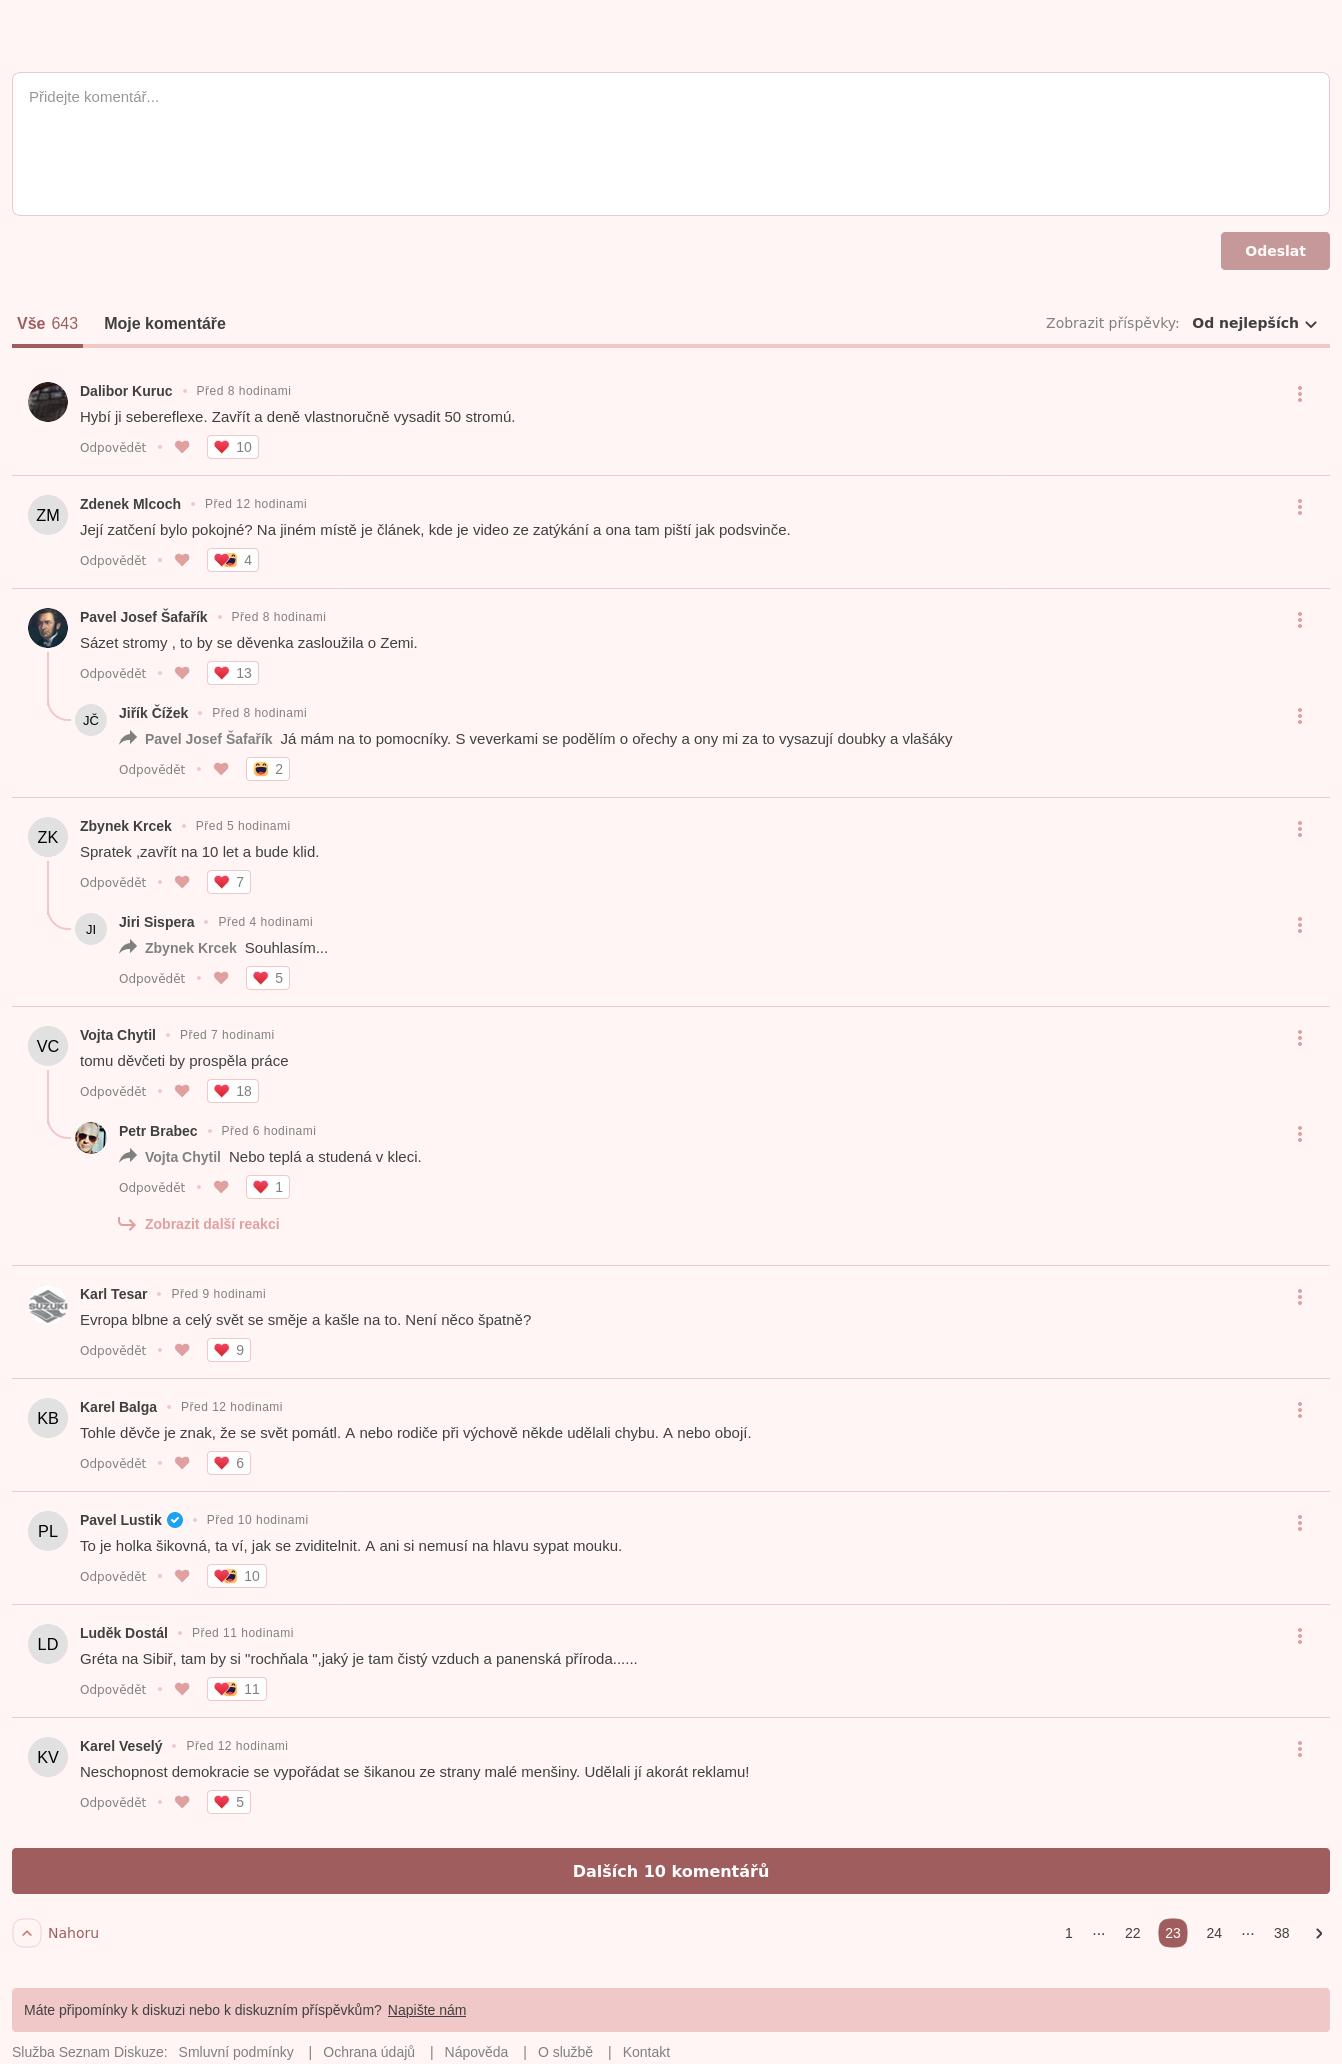 Přidejte komentář...
Odeslat
Vše 643 Moje komentáře Zobrazit příspěvky: Od nejlepších
Dalibor Kuruc • Před 8 hodinami
Hybí ji sebereflexe. Zavřít a deně vlastnoručně vysadit 50 stromú.
Odpovědět • 10
ZM Zdenek Mlcoch • Před 12 hodinami
Její zatčení bylo pokojné? Na jiném místě je článek, kde je video ze zatýkání a ona tam piští jak podsvinče.
Odpovědět • 4
Pavel Josef Šafařík • Před 8 hodinami
Sázet stromy , to by se děvenka zasloužila o Zemi.
Odpovědět • 13
JČ Jiřík Čížek • Před 8 hodinami
Pavel Josef Šafařík Já mám na to pomocníky. S veverkami se podělím o ořechy a ony mi za to vysazují doubky a vlašáky
Odpovědět • 2
ZK Zbynek Krcek • Před 5 hodinami
Spratek ,zavřít na 10 let a bude klid.
Odpovědět • 7
JI Jiri Sispera • Před 4 hodinami
Zbynek Krcek Souhlasím...
Odpovědět • 5
VC Vojta Chytil • Před 7 hodinami
tomu děvčeti by prospěla práce
Odpovědět • 18
Petr Brabec • Před 6 hodinami
Vojta Chytil Nebo teplá a studená v kleci.
Odpovědět • 1
Zobrazit další reakci
SUZUKI Karl Tesar • Před 9 hodinami
Evropa blbne a celý svět se směje a kašle na to. Není něco špatně?
Odpovědět • 9
KB Karel Balga • Před 12 hodinami
Tohle děvče je znak, že se svět pomátl. A nebo rodiče při výchově někde udělali chybu. A nebo obojí.
Odpovědět • 6
PL Pavel Lustik • Před 10 hodinami
To je holka šikovná, ta ví, jak se zviditelnit. A ani si nemusí na hlavu sypat mouku.
Odpovědět • 10
LD Luděk Dostál • Před 11 hodinami
Gréta na Sibiř, tam by si "rochňala ",jaký je tam čistý vzduch a panenská příroda......
Odpovědět • 11
KV Karel Veselý • Před 12 hodinami
Neschopnost demokracie se vypořádat se šikanou ze strany malé menšiny. Udělali jí akorát reklamu!
Odpovědět • 5
Dalších 10 komentářů
Nahoru 1 ... 22 23 24 ... 38
Máte připomínky k diskuzi nebo k diskuzním příspěvkům? Napište nám
Služba Seznam Diskuze: Smluvní podmínky | Ochrana údajů | Nápověda | O službě | Kontakt